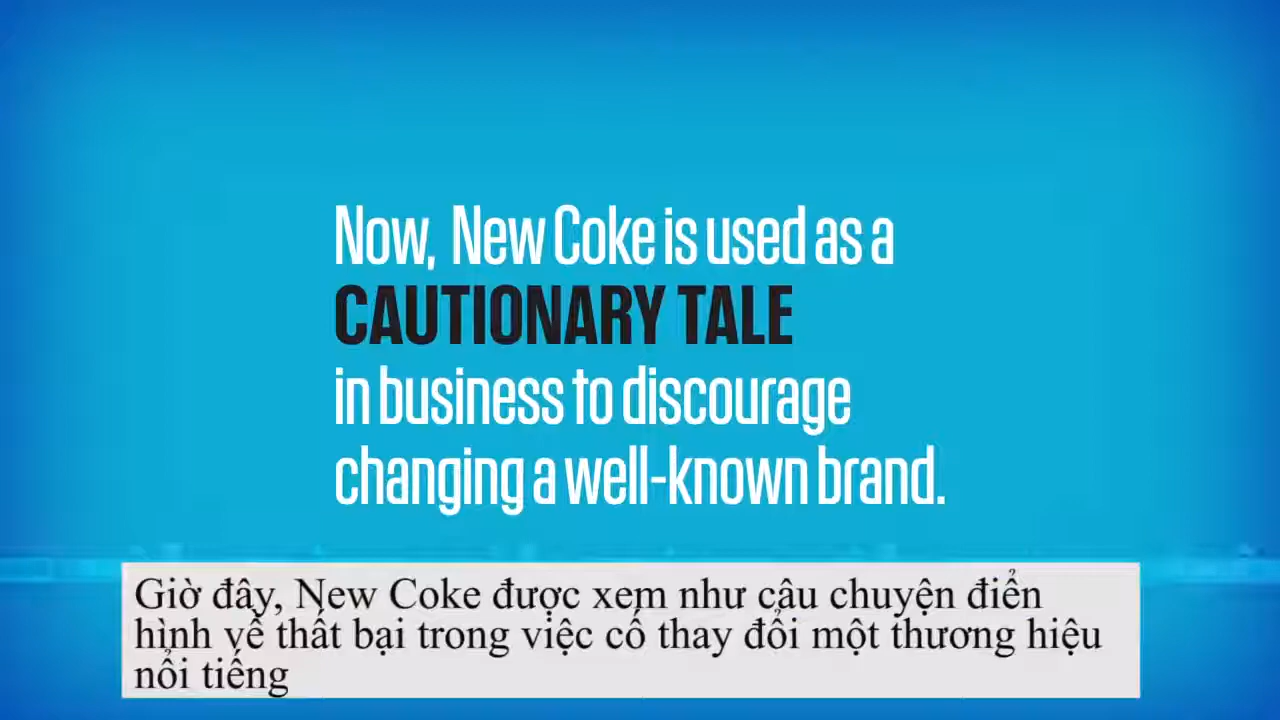 Now, New Coke is used as a
CAUTIONARY TALE
in business to discourage
changing a well-known brand.
Giờ đây, New Coke được xem như câu chuyện điển
hình về thất bại trong việc cố thay đổi một thương hiệu
nổi tiếng